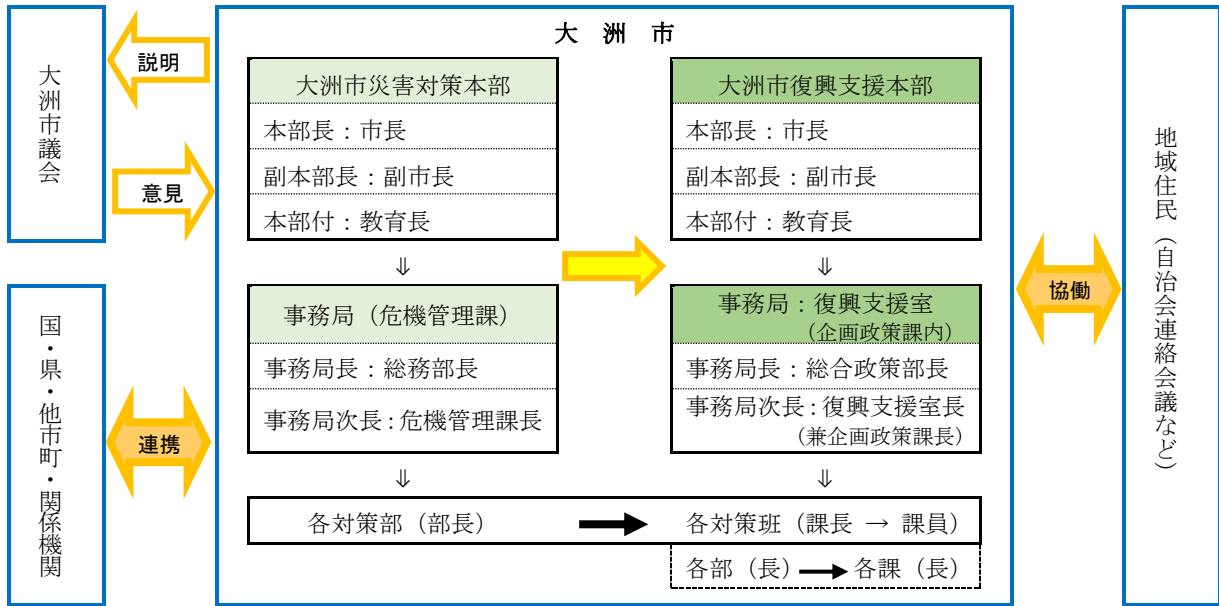 大洲市
大洲市議会
説明
意見
国・県・他市町・関係機関
連携
大洲市災害対策本部
本部長：市長
副本部長：副市長
本部付：教育長
⇓
事務局（危機管理課）
事務局長：総務部長
事務局次長：危機管理課長
⇓
大洲市復興支援本部
本部長：市長
副本部長：副市長
本部付：教育長
⇓
事務局：復興支援室
（企画政策課内）
事務局長：総合政策部長
事務局次長：復興支援室長
（兼企画政策課長）
⇓
各対策部（部長）
各対策班（課長 → 課員）
各部（長）
各課（長）
協働
地域住民（自治会連絡会議など）